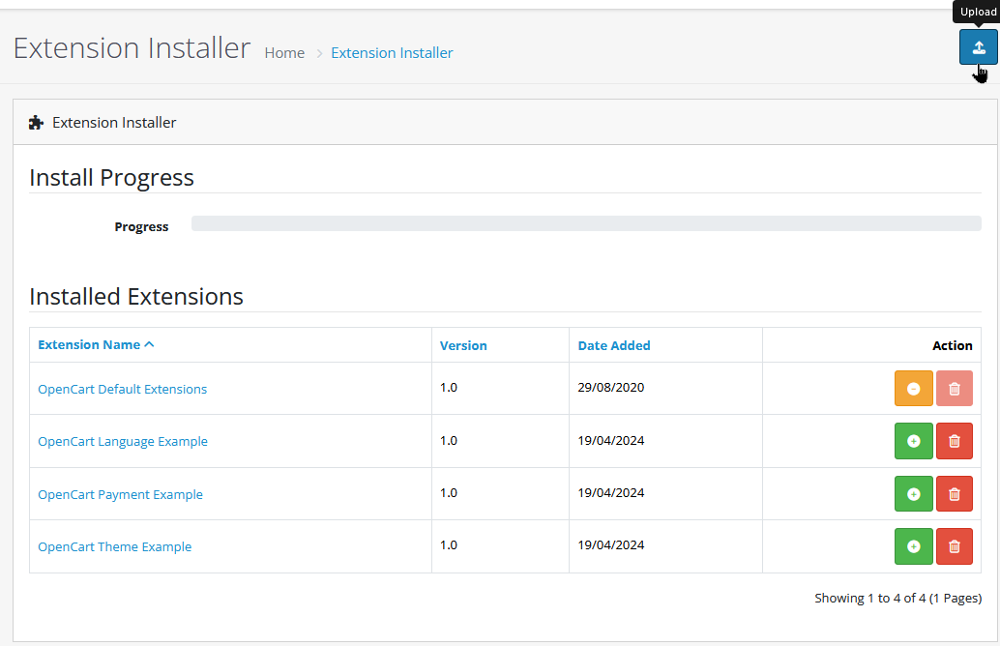 Upload
Extension Installer Home > Extension Installer
Extension Installer
Install Progress
Progress
Installed Extensions
Extension Name Version Date Added Action
OpenCart Default Extensions 1.0 29/08/2020
OpenCart Language Example 1.0 19/04/2024
OpenCart Payment Example 1.0 19/04/2024
OpenCart Theme Example 1.0 19/04/2024
Showing 1 to 4 of 4 (1 Pages)